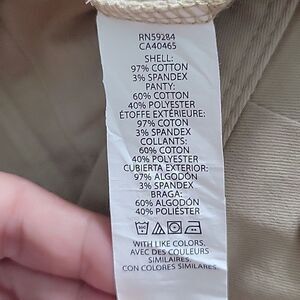 RN59284
CA40465
SHELL:
97% COTTON
3% SPANDEX
PANTY:
60% COTTON
40% POLYESTER
ÉTOFFE EXTÉRIEURE:
97% COTON
3% SPANDEX
COLLANTS:
60% COTON
40% POLYESTER
CUBIERTA EXTERIOR:
97% ALGODÓN
3% SPANDEX
BRAGA:
60% ALGODÓN
40% POLIÉSTER
WITH LIKE COLORS.
AVEC DES COULEURS
SIMILAIRES.
CON COLORES SIMILARES